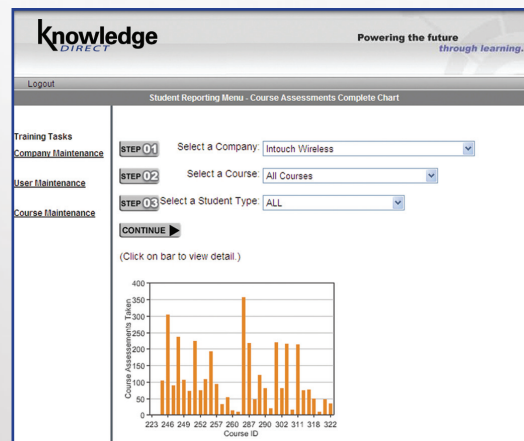 Knowledge
DIRECT
Powering the future
through learning.
Logout
Student Reporting Menu - Course Assessments Complete Chart
Training Tasks
Company Maintenance
User Maintenance
Course Maintenance
STEP 01 Select a Company: Intouch Wireless
STEP 02 Select a Course: All Courses
STEP 03 Select a Student Type: ALL
CONTINUE
(Click on bar to view detail.)
Course Assessments Taken
400
350
300
250
200
150
100
50
0
223 246 249 252 257 260 287 290 302 311 318 322
Course ID